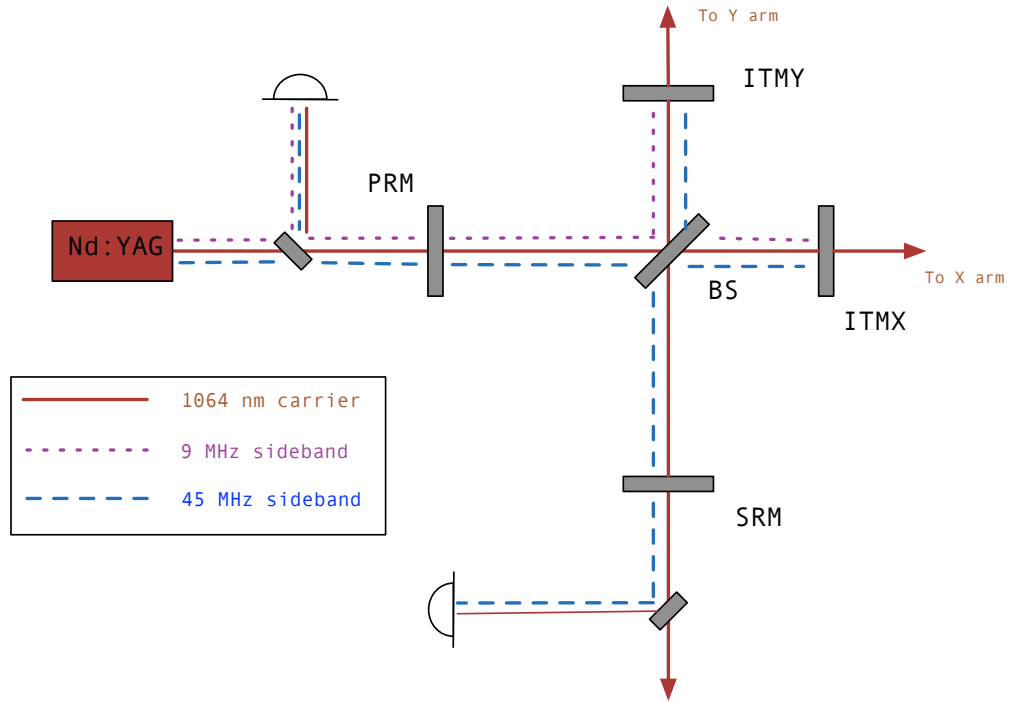 To Y arm
ITMY
PRM
Nd:YAG
BS
To X arm
ITMX
1064 nm carrier
9 MHz sideband
45 MHz sideband
SRM